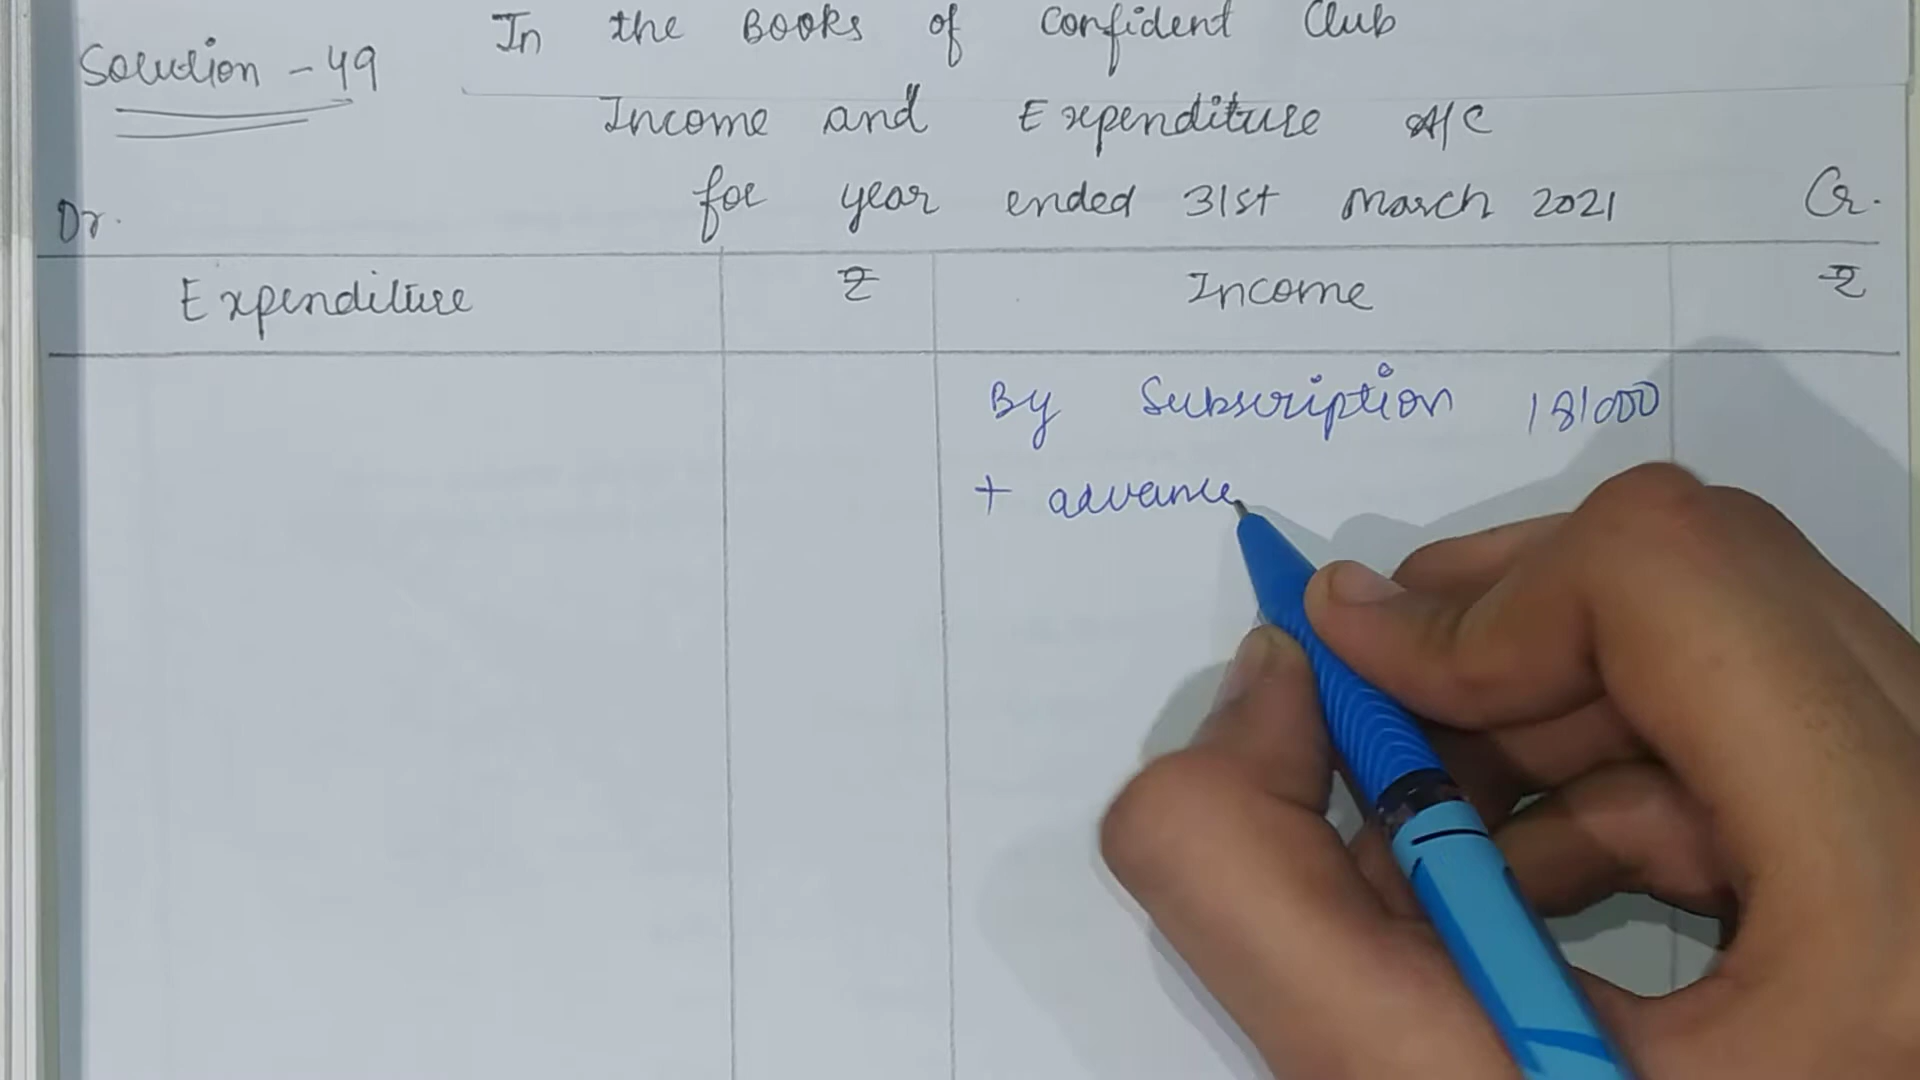 Solution - 49
In the Books of Confident Club
Income and Expenditure A/C
for year ended 31st March 2021
Dr.
Cr.
Expenditure ₹ Income ₹
By Subscription 181000
+ advance